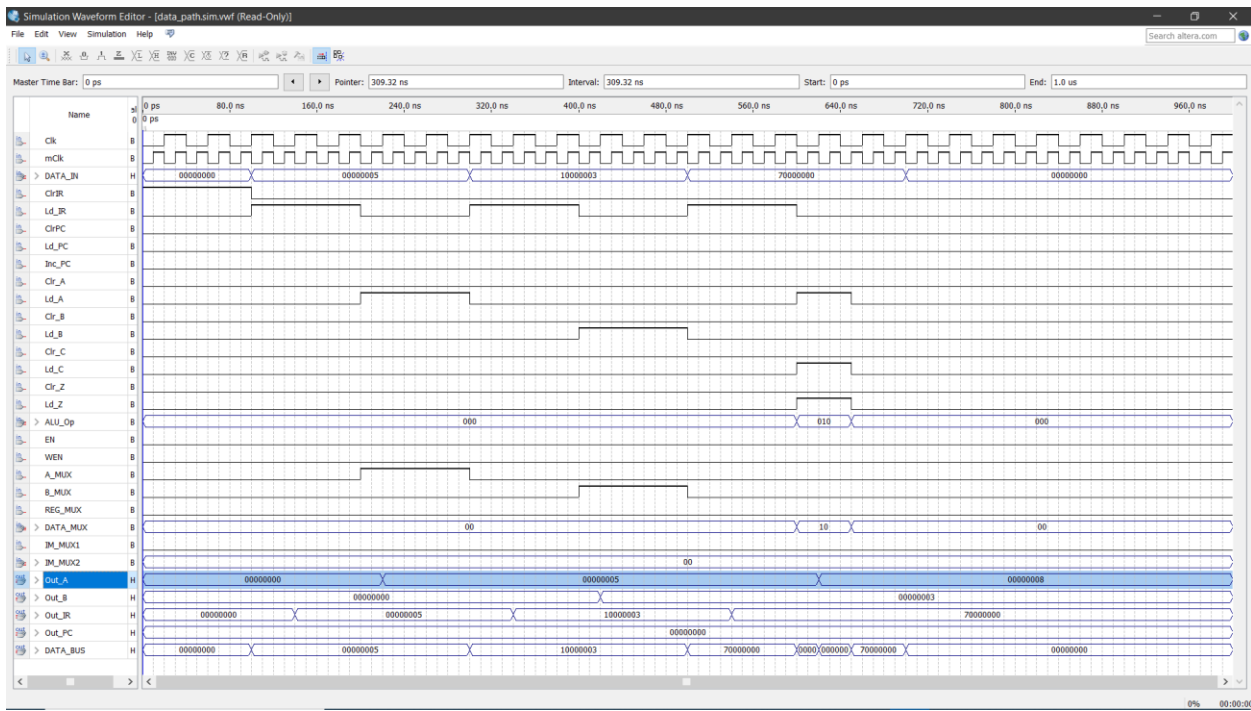 Simulation Waveform Editor - [data_path.sim.vwf (Read-Only)]
File Edit View Simulation Help
Search altera.com
Master Time Bar: 0 ps Pointer: 309.32 ns Interval: 309.32 ns Start: 0 ps End: 1.0 us
Name 0 ps 80.0 ns 160.0 ns 240.0 ns 320.0 ns 400.0 ns 480.0 ns 560.0 ns 640.0 ns 720.0 ns 800.0 ns 880.0 ns 960.0 ns
0 ps
Clk B
mClk B
DATA_IN H 00000000 00000005 10000003 70000000 00000000
ClrIR B
Ld_IR B
ClrPC B
Ld_PC B
Inc_PC B
Clr_A B
Ld_A B
Clr_B B
Ld_B B
Clr_C B
Ld_C B
Clr_Z B
Ld_Z B
ALU_Op B 000 010 000
EN B
WEN B
A_MUX B
B_MUX B
REG_MUX B
DATA_MUX B 00 10 00
IM_MUX1 B
IM_MUX2 B 00
Out_A H 00000000 00000005 00000008
Out_B H 00000000 00000003
Out_IR H 00000000 00000005 10000003 70000000
Out_PC H 00000000
DATA_BUS H 00000000 00000005 10000003 70000000 0000 000000 70000000 00000000
0% 00:00:0